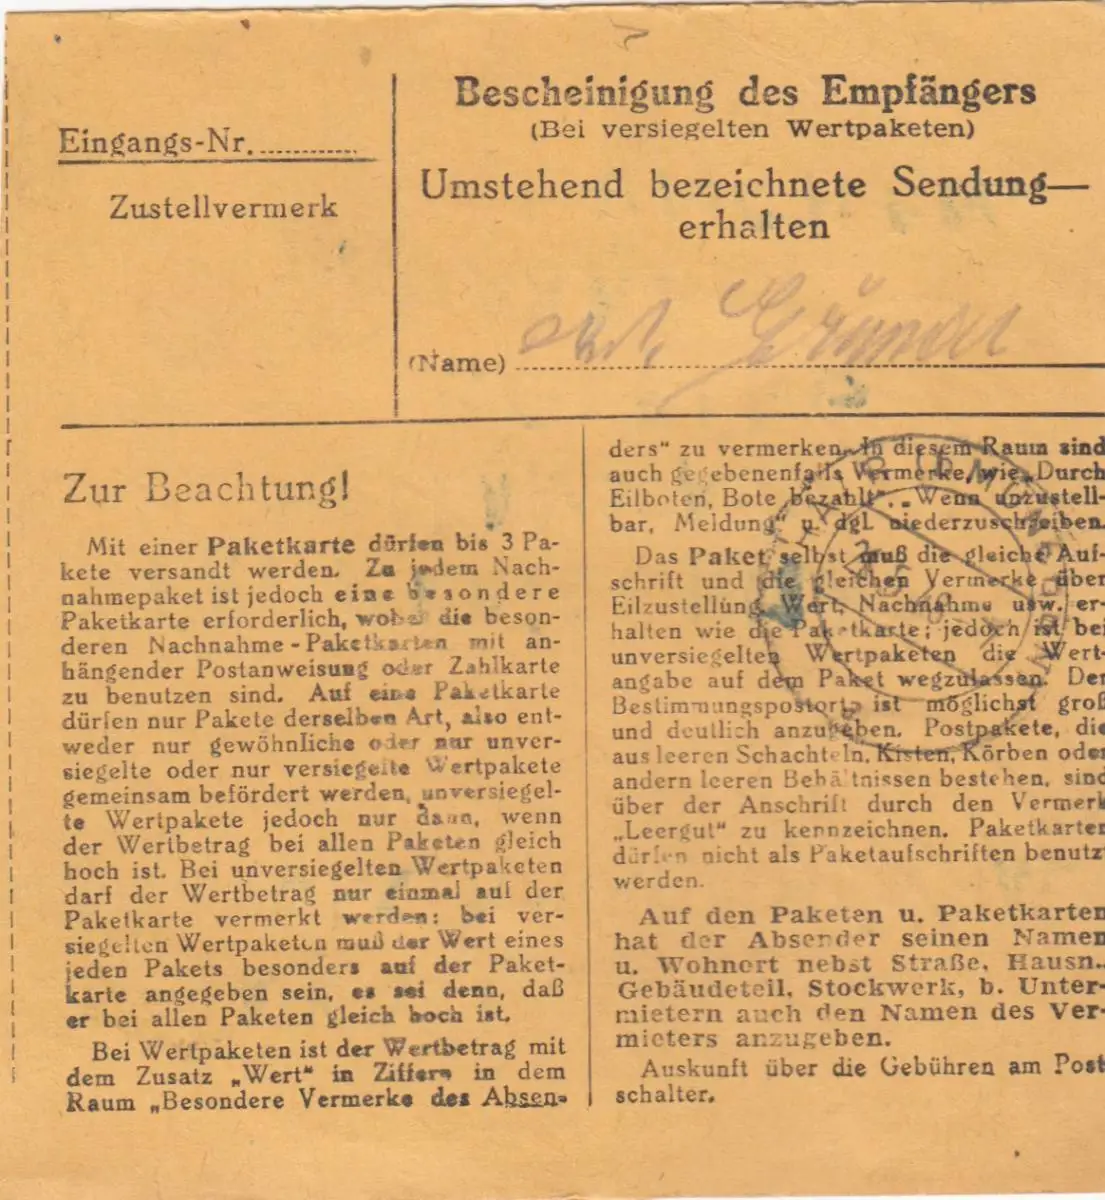 Eingangs-Nr.
Zustellvermerk
Bescheinigung des Empfängers
(Bei versiegelten Wertpaketen)
Umstehend bezeichnete Sendung—
erhalten
(Name)
Zur Beachtung!
Mit einer Paketkarte dürfen bis 3 Pa-
kete versandt werden. Zu jedem Nach-
nahmepaket ist jedoch eine besondere
Paketkarte erforderlich, wobei die beson-
deren Nachnahme-Paketkarten mit an-
hängender Postanweisung oder Zahlkarte
zu benutzen sind. Auf eine Paketkarte
dürfen nur Pakete derselben Art, also ent-
weder nur gewöhnliche oder nur unver-
siegelte oder nur versiegelte Wertpakete
gemeinsam befördert werden, unversiegel-
te Wertpakete jedoch nur dann, wenn
der Wertbetrag bei allen Paketen gleich
hoch ist. Bei unversiegelten Wertpaketen
darf der Wertbetrag nur einmal auf der
Paketkarte vermerkt werden: bei ver-
siegelten Wertpaketen muß der Wert eines
jeden Pakets besonders auf der Paket-
karte angegeben sein, es sei denn, daß
er bei allen Paketen gleich hoch ist.
Bei Wertpaketen ist der Wertbetrag mit
dem Zusatz „Wert“ in Ziffern in dem
Raum „Besondere Vermerke des Absen-
ders“ zu vermerken. In diesem Raum sind
auch gegebenenfalls Vermerke, wie „Durch
Eilboten, Bote bezahlt“, „Wenn unzustell-
bar, Meldung“ u. dgl. niederzuschreiben.
Das Paket selbst muß die gleiche Auf-
schrift und die gleichen Vermerke über
Eilzustellung, Wert, Nachnahme usw. er-
halten wie die Paketkarte; jedoch ist bei
unversiegelten Wertpaketen die Wert-
angabe auf dem Paket wegzulassen. Der
Bestimmungspostort ist möglichst groß
und deutlich anzugeben. Postpakete, die
aus leeren Schachteln, Kisten, Körben oder
andern leeren Behältnissen bestehen, sind
über der Anschrift durch den Vermerk
„Leergut“ zu kennzeichnen. Paketkarten
dürfen nicht als Paketaufschriften benutzt
werden.
Auf den Paketen u. Paketkarten
hat der Absender seinen Namen
u. Wohnort nebst Straße, Hausn.,
Gebäudeteil, Stockwerk, b. Unter-
mietern auch den Namen des Ver-
mieters anzugeben.
Auskunft über die Gebühren am Post
schalter.